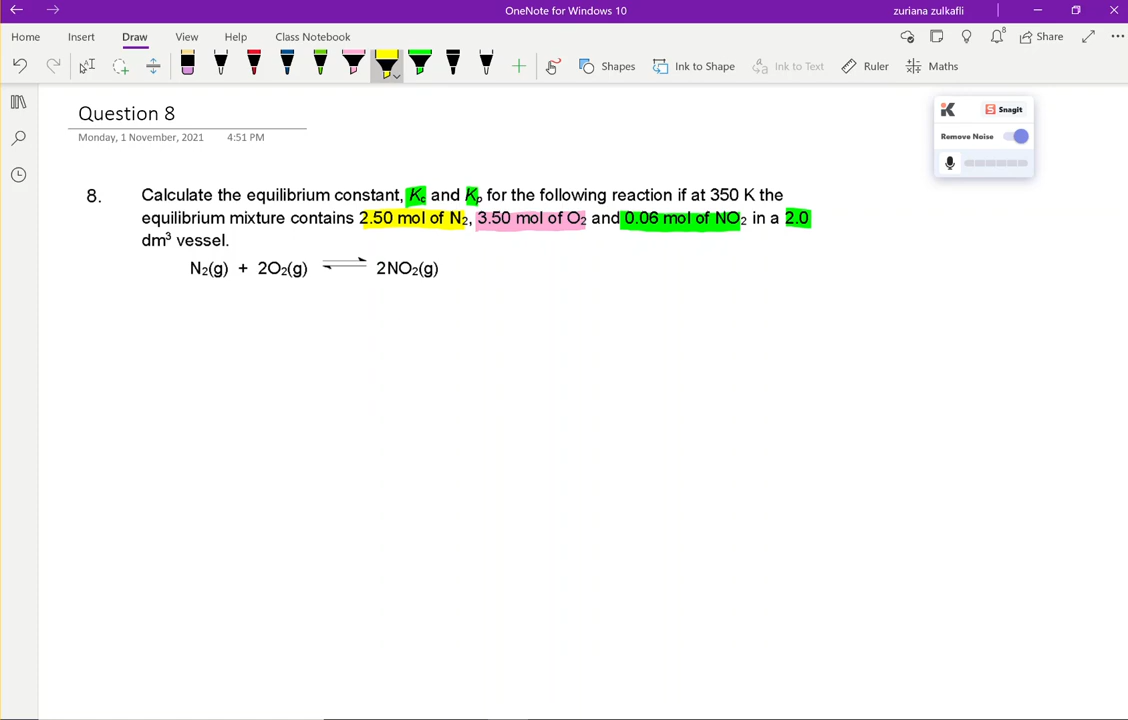 OneNote for Windows 10
zuriana zulkafli
Home Insert Draw View Help Class Notebook
8
Share
Shapes Ink to Shape Ink to Text Ruler Maths
Question 8
Monday, 1 November, 2021 4:51 PM
K Snagit
Remove Noise
8. Calculate the equilibrium constant, Kc and Kp for the following reaction if at 350 K the
equilibrium mixture contains 2.50 mol of N₂, 3.50 mol of O₂ and 0.06 mol of NO₂ in a 2.0
dm³ vessel.
N₂(g) + 2O₂(g) ⇌ 2NO₂(g)